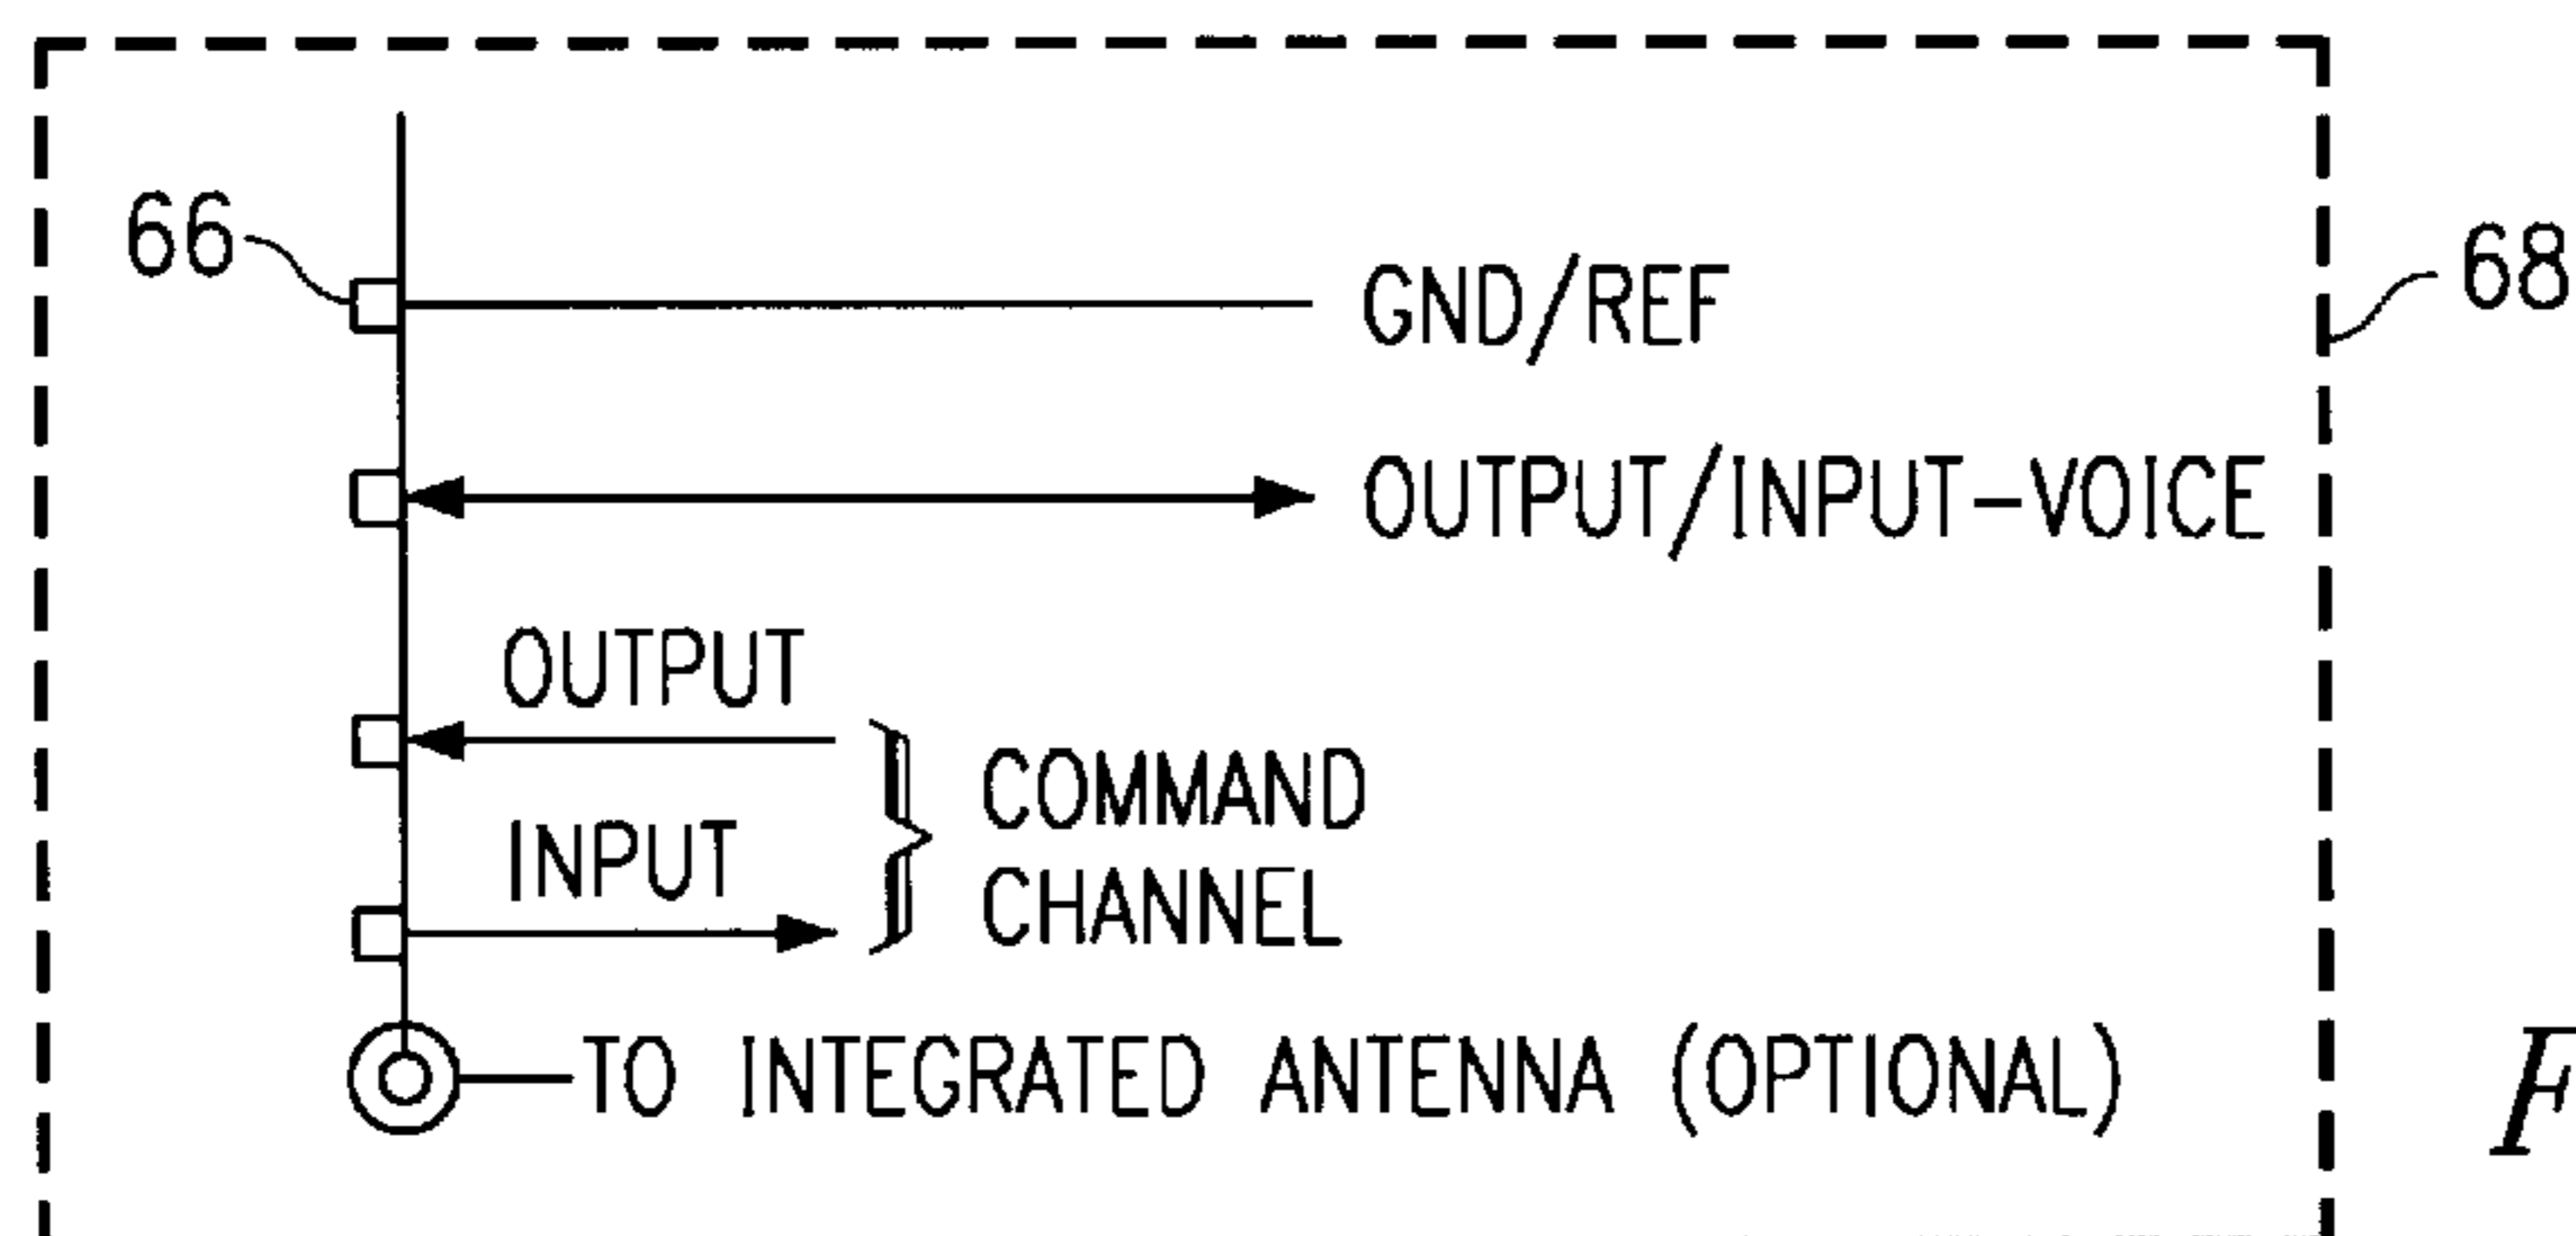 66
GND/REF
68
OUTPUT/INPUT-VOICE
OUTPUT
COMMAND
CHANNEL
INPUT
TO INTEGRATED ANTENNA (OPTIONAL)
F